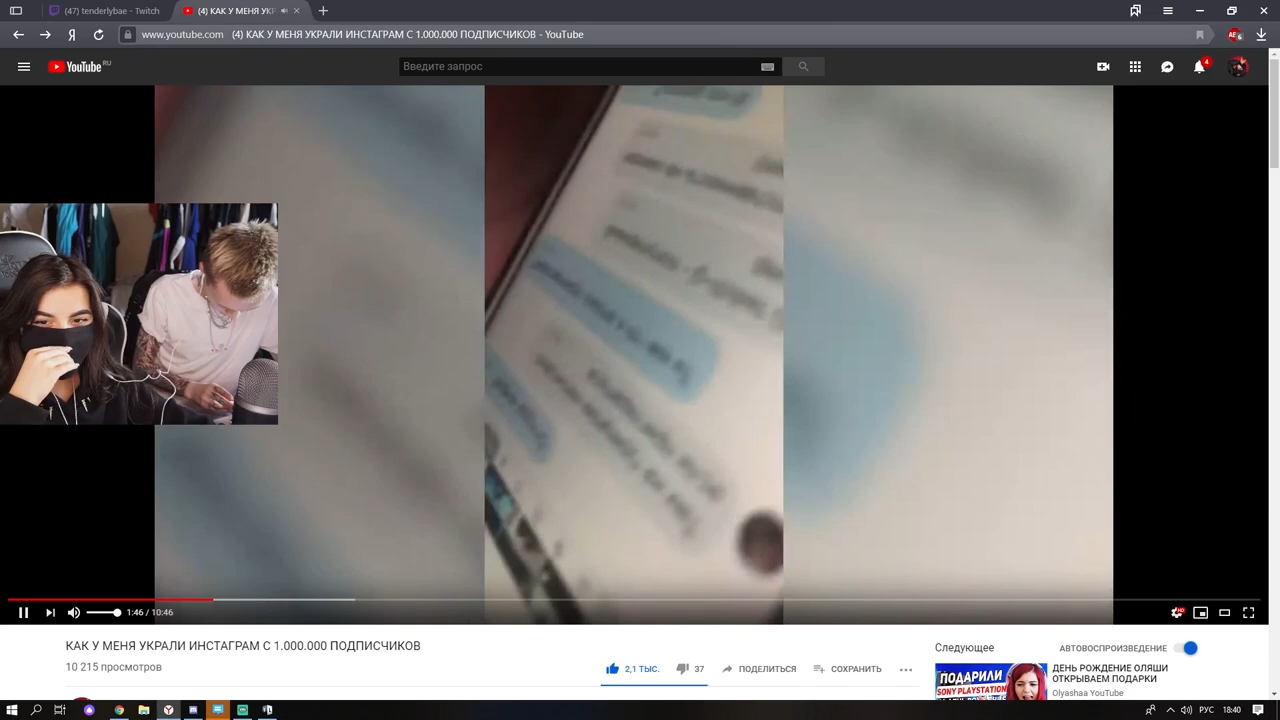 (47) tenderlybae - Twitch
(4) КАК У МЕНЯ УКР
www.youtube.com (4) КАК У МЕНЯ УКРАЛИ ИНСТАГРАМ С 1.000.000 ПОДПИСЧИКОВ - YouTube
YouTube RU
Введите запрос
4
1:46 / 10:46
HD
КАК У МЕНЯ УКРАЛИ ИНСТАГРАМ С 1.000.000 ПОДПИСЧИКОВ
10 215 просмотров
2,1 ТЫС.
37
ПОДЕЛИТЬСЯ
СОХРАНИТЬ
Следующее
АВТОВОСПРОИЗВЕДЕНИЕ
ПОДАРИЛИ
SONY PLAYSTATION
ДЕНЬ РОЖДЕНИЕ ОЛЯШИ
ОТКРЫВАЕМ ПОДАРКИ
Olyashaa YouTube
РУС
18:40